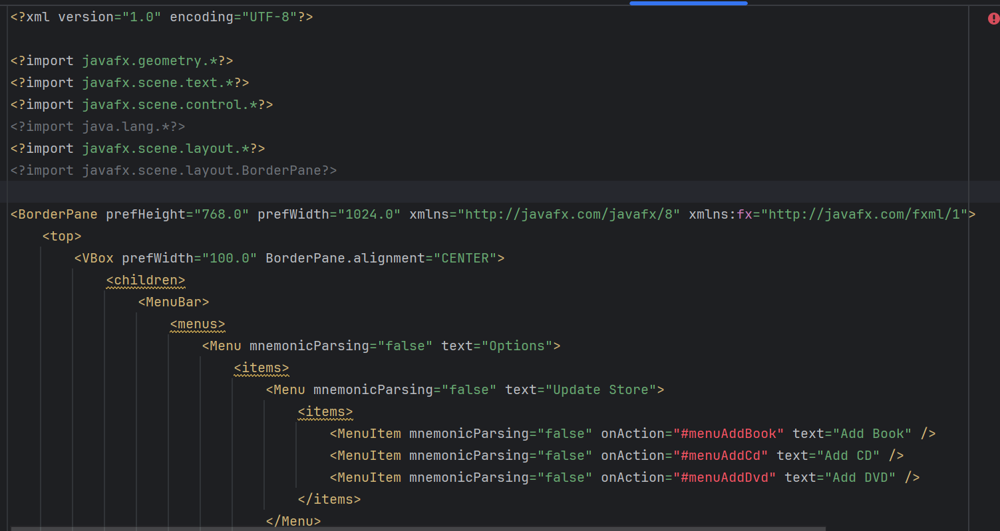 <?xml version="1.0" encoding="UTF-8"?>
<?import javafx.geometry.*?>
<?import javafx.scene.text.*?>
<?import javafx.scene.control.*?>
<?import java.lang.*?>
<?import javafx.scene.layout.*?>
<?import javafx.scene.layout.BorderPane?>
<BorderPane prefHeight="768.0" prefWidth="1024.0" xmlns="http://javafx.com/javafx/8" xmlns:fx="http://javafx.com/fxml/1">
<top>
<VBox prefWidth="100.0" BorderPane.alignment="CENTER">
<children>
<MenuBar>
<menus>
<Menu mnemonicParsing="false" text="Options">
<items>
<Menu mnemonicParsing="false" text="Update Store">
<items>
<MenuItem mnemonicParsing="false" onAction="#menuAddBook" text="Add Book" />
<MenuItem mnemonicParsing="false" onAction="#menuAddCd" text="Add CD" />
<MenuItem mnemonicParsing="false" onAction="#menuAddDvd" text="Add DVD" />
</items>
</Menu>